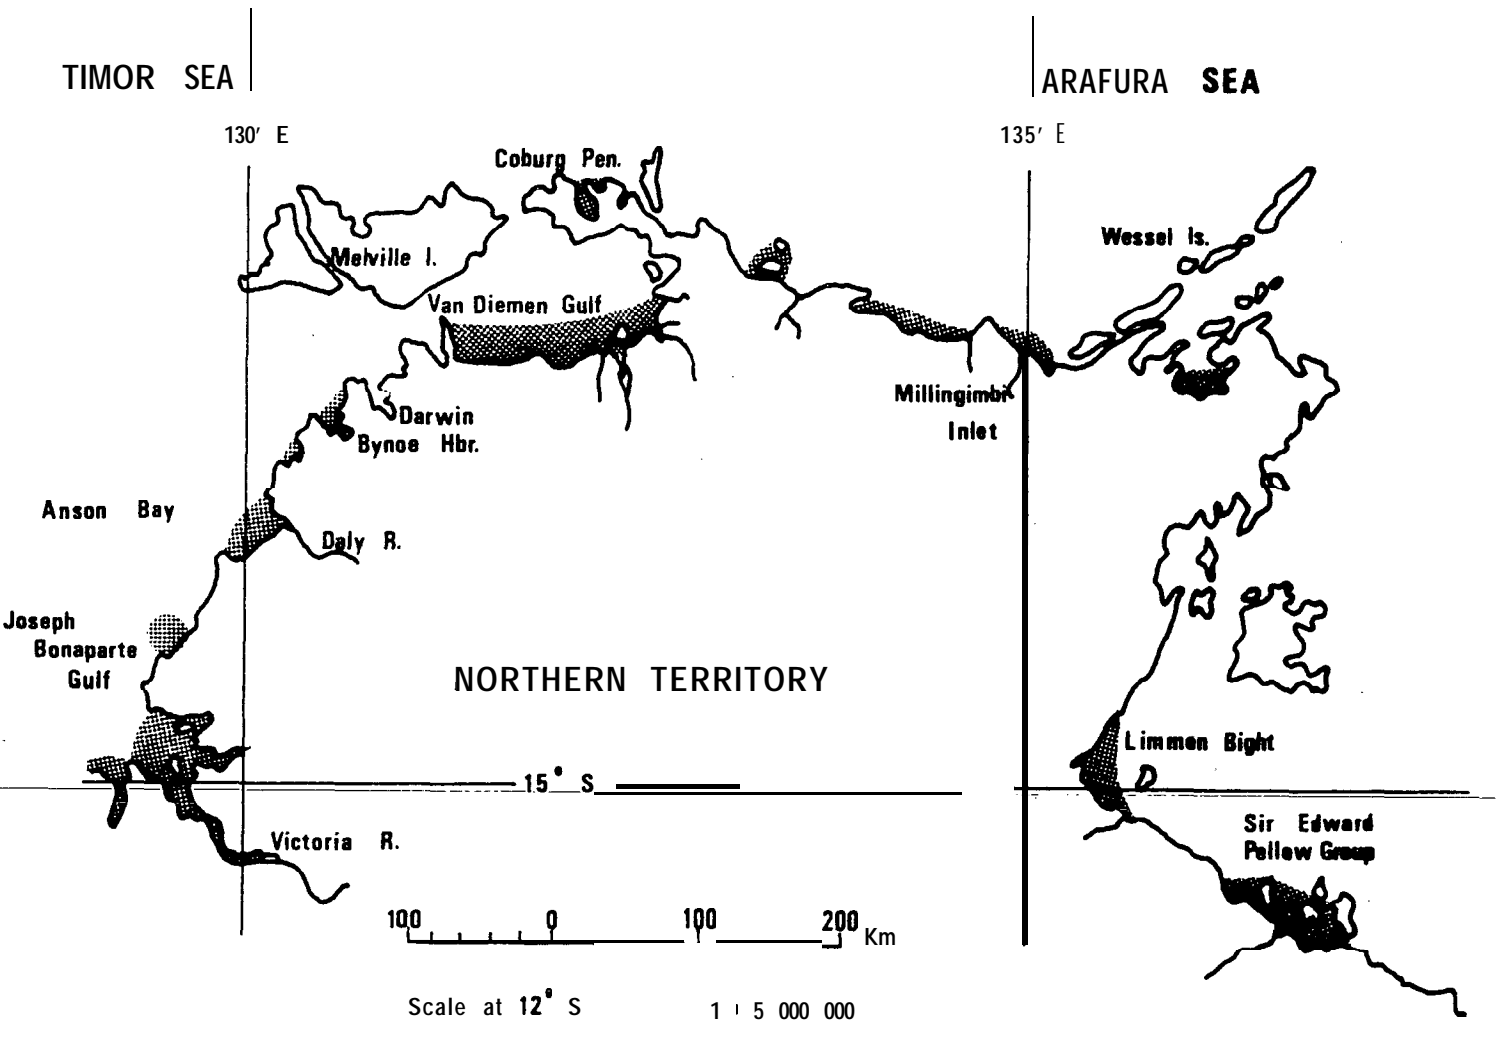 TIMOR SEA
ARAFURA SEA
130' E
135' E
Coburg Pen.
Wessel Is.
Melville I.
Van Diemen Gulf
Millingimbi
Inlet
Darwin
Bynoe Hbr.
Anson Bay
Daly R.
Joseph
Bonaparte
Gulf
NORTHERN TERRITORY
Limmen Bight
15° S
Sir Edward
Pellew Group
Victoria R.
100 0 100 200 Km
Scale at 12° S 1 : 5 000 000